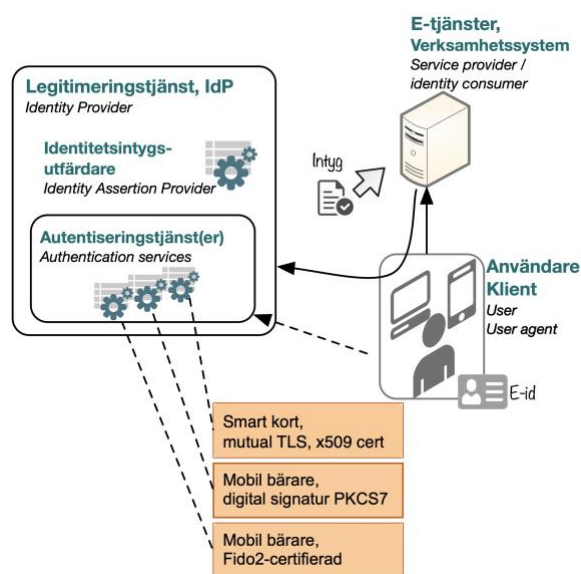 E-tjänster,
Verksamhetssystem
Service provider /
identity consumer
Legitimeringstjänst, IdP
Identity Provider
Identitetsintygs-
utfärdare
Identity Assertion Provider
Intyg
Autentiseringstjänst(er)
Authentication services
Användare
Klient
User
User agent
E-id
Smart kort,
mutual TLS, x509 cert
Mobil bärare,
digital signatur PKCS7
Mobil bärare,
Fido2-certifierad